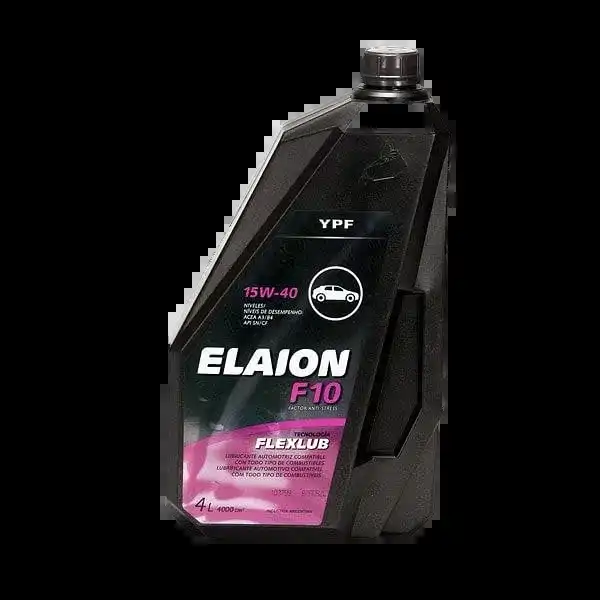 YPF
15W-40
NIVELES/
NÍVEIS DE DESEMPENHO:
ACEA A3/B4
API SN/CF
ELAION
F10
FACTOR ANTI STRESS
TECNOLOGÍA
FLEXLUB
LUBRICANTE AUTOMOTRIZ COMPATIBLE
CON TODO TIPO DE COMBUSTIBLES
LUBRIFICANTE AUTOMOTIVO COMPATÍVEL
COM TODO TIPO DE COMBUSTÍVEIS
4 L 4000 cm³
INDUSTRIA ARGENTINA